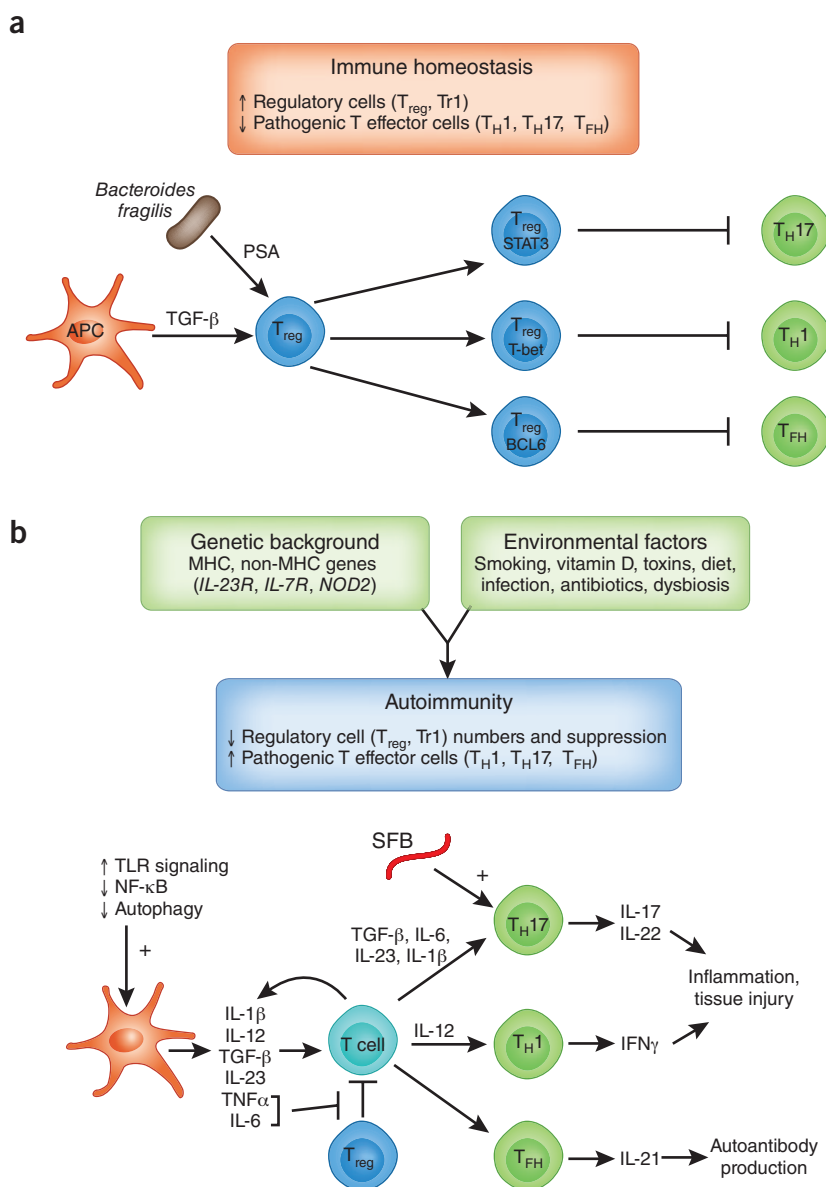 a
Immune homeostasis
↑ Regulatory cells (Treg, Tr1)
↓ Pathogenic T effector cells (TH1, TH17, TFH)
Bacteroides
fragilis
PSA
APC
TGF-β
Treg
Treg
STAT3
TH17
Treg
T-bet
TH1
Treg
BCL6
TFH
b
Genetic background
MHC, non-MHC genes
(IL-23R, IL-7R, NOD2)
Environmental factors
Smoking, vitamin D, toxins, diet,
infection, antibiotics, dysbiosis
Autoimmunity
↓ Regulatory cell (Treg, Tr1) numbers and suppression
↑ Pathogenic T effector cells (TH1, TH17, TFH)
↑ TLR signaling
↓ NF-κB
↓ Autophagy
+
SFB
+
TGF-β, IL-6,
IL-23, IL-1β
TH17
IL-17
IL-22
Inflammation,
tissue injury
IL-1β
IL-12
TGF-β
IL-23
TNFα
IL-6
T cell
IL-12
TH1
IFNγ
Treg
TFH
IL-21
Autoantibody
production